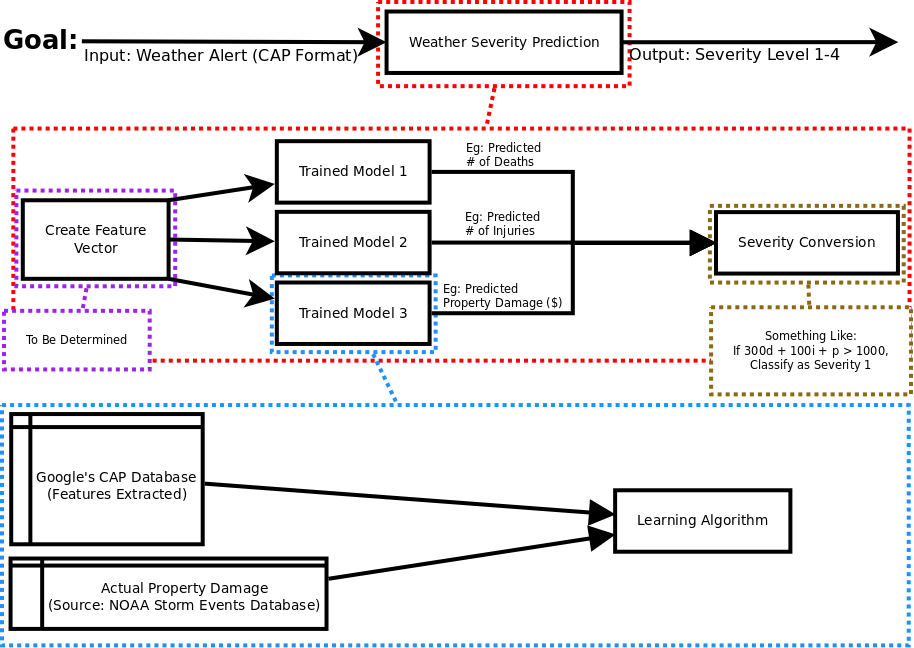 Goal:
Input: Weather Alert (CAP Format)
Weather Severity Prediction
Output: Severity Level 1-4
Create Feature
Vector
To Be Determined
Trained Model 1
Trained Model 2
Trained Model 3
Eg: Predicted
# of Deaths
Eg: Predicted
# of Injuries
Eg: Predicted
Property Damage ($)
Severity Conversion
Something Like:
If 300d + 100i + p > 1000,
Classify as Severity 1
Google's CAP Database
(Features Extracted)
Actual Property Damage
(Source: NOAA Storm Events Database)
Learning Algorithm